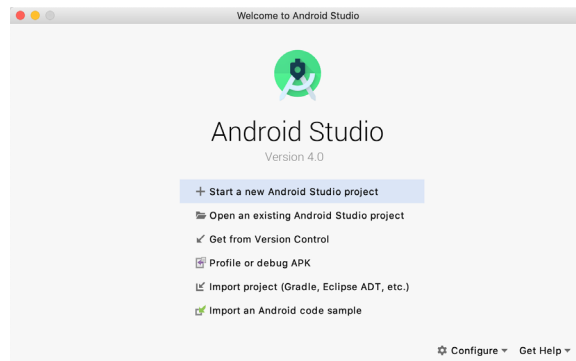 Welcome to Android Studio
Android Studio
Version 4.0
Start a new Android Studio project
Open an existing Android Studio project
Get from Version Control
Profile or debug APK
Import project (Gradle, Eclipse ADT, etc.)
Import an Android code sample
Configure Get Help